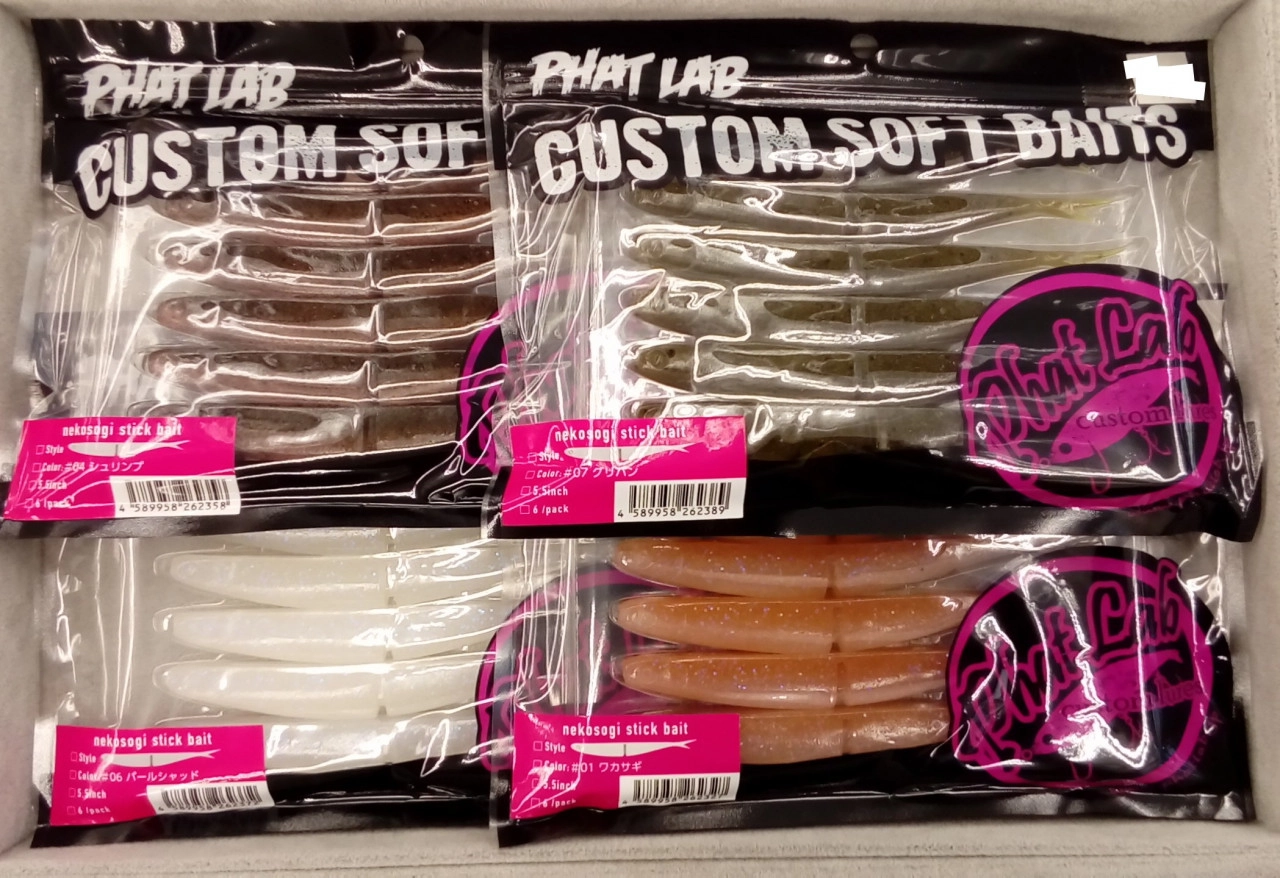 PHAT LAB
CUSTOM SOF
nekosogi stick bait
Style
Color: #04 シュリンプ
5.5inch
6 /pack
4 589958 262358
PHAT LAB
CUSTOM SOFT BAITS
Phat Lab
custom lures
nekosogi stick bait
Style
Color: #07 グリパン
5.5inch
6 /pack
4 589958 262389
nekosogi stick bait
Style
Color: #06 パールシャッド
5.5inch
6 /pack
nekosogi stick bait
Style
Color: #01 ワカサギ
5.5inch
6 /pack
Phat Lab
custom lures